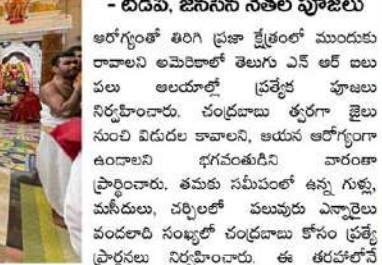 - టిడిపి, జనసేన నేతల పూజలు
ఆరోగ్యంతో తిరిగి ప్రజా క్షేత్రంలో ముందుకు
రావాలని అమెరికాలో తెలుగు ఎన్ ఆర్ ఐలు
పలు ఆలయాల్లో ప్రత్యేక పూజలు
నిర్వహించారు. చంద్రబాబు త్వరగా జైలు
నుంచి విడుదల కావాలని, ఆయన ఆరోగ్యంగా
ఉండాలని భగవంతుడిని వారంతా
ప్రార్థించారు. తమకు సమీపంలో ఉన్న గుళ్లు,
మసీదులు, చర్చిలలో పలువురు ఎన్నారైలు
వందలాది సంఖ్యలో చంద్రబాబు కోసం ప్రత్యే
ప్రార్థనలు నిర్వహించారు. ఈ తరహాలోనే